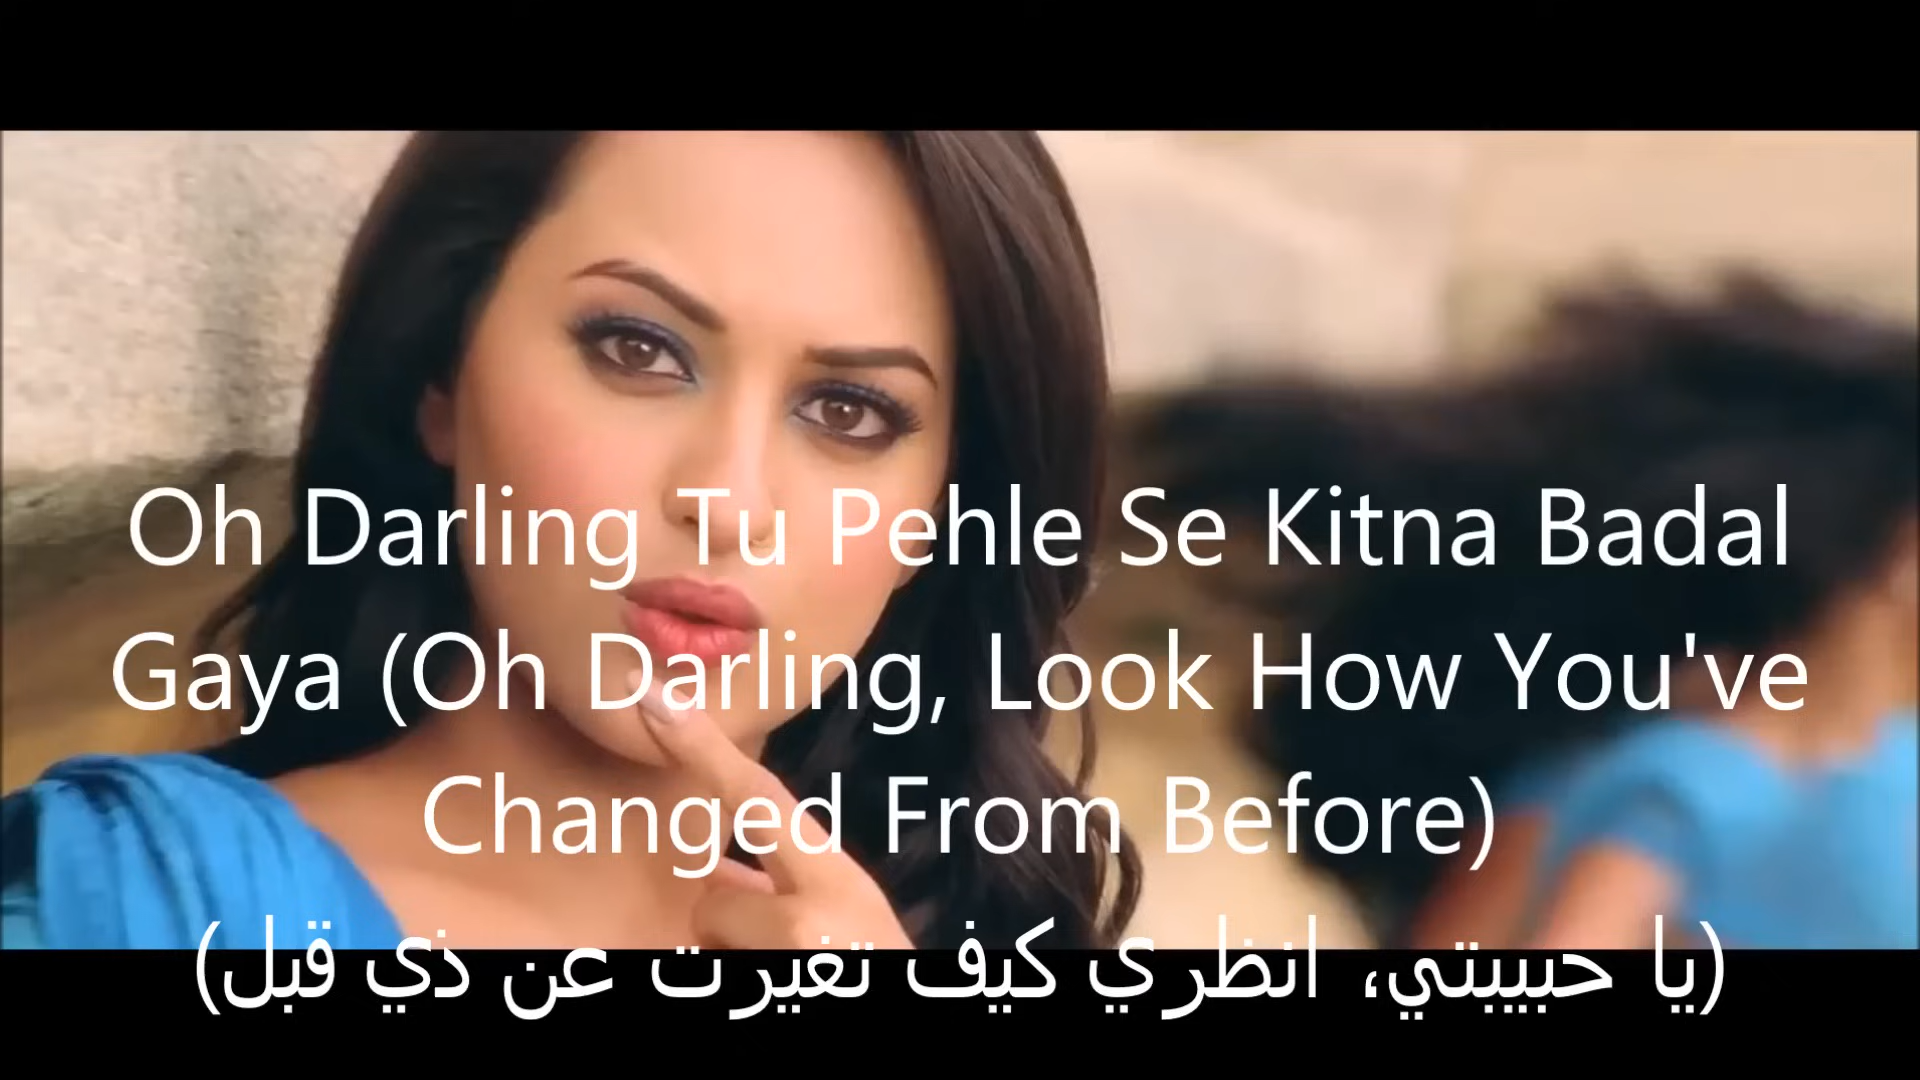 Oh Darling Tu Pehle Se Kitna Badal
Gaya (Oh Darling, Look How You've
Changed From Before)
(يا حبيبتي، انظري كيف تغيرت عن ذي قبل)